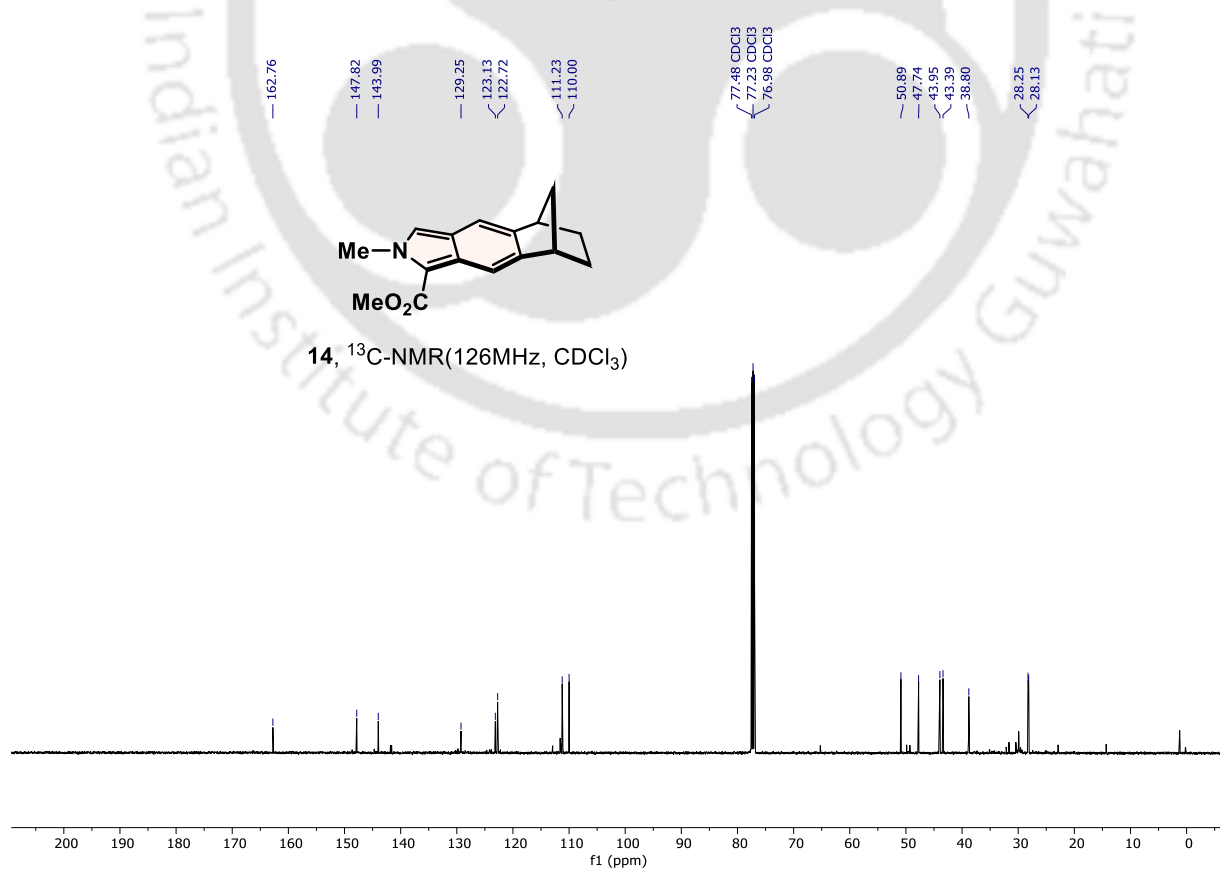 162.76
147.82
143.99
129.25
123.13
122.72
111.23
110.00
77.48 CDCl3
77.23 CDCl3
76.98 CDCl3
50.89
47.74
43.95
43.39
38.80
28.25
28.13
Me N
MeO₂C
14, ¹³C-NMR(126MHz, CDCl₃)
Indian Institute of Technology Guwahati
200 190 180 170 160 150 140 130 120 110 100 90 80 70 60 50 40 30 20 10 0
f1 (ppm)